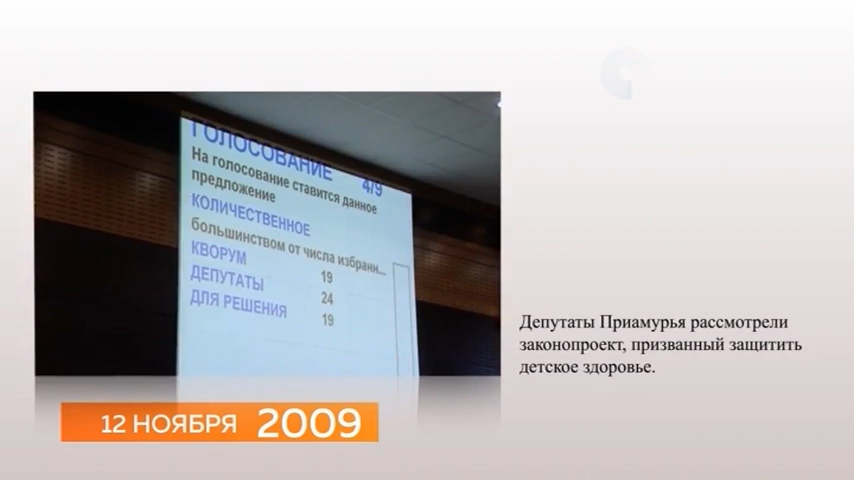 ГОЛОСОВАНИЕ 4/9
На голосование ставится данное
предложение
КОЛИЧЕСТВЕННОЕ
большинством от числа избранн...
КВОРУМ 19
ДЕПУТАТЫ 24
ДЛЯ РЕШЕНИЯ 19
Депутаты Приамурья рассмотрели
законопроект, призванный защитить
детское здоровье.
12 НОЯБРЯ 2009